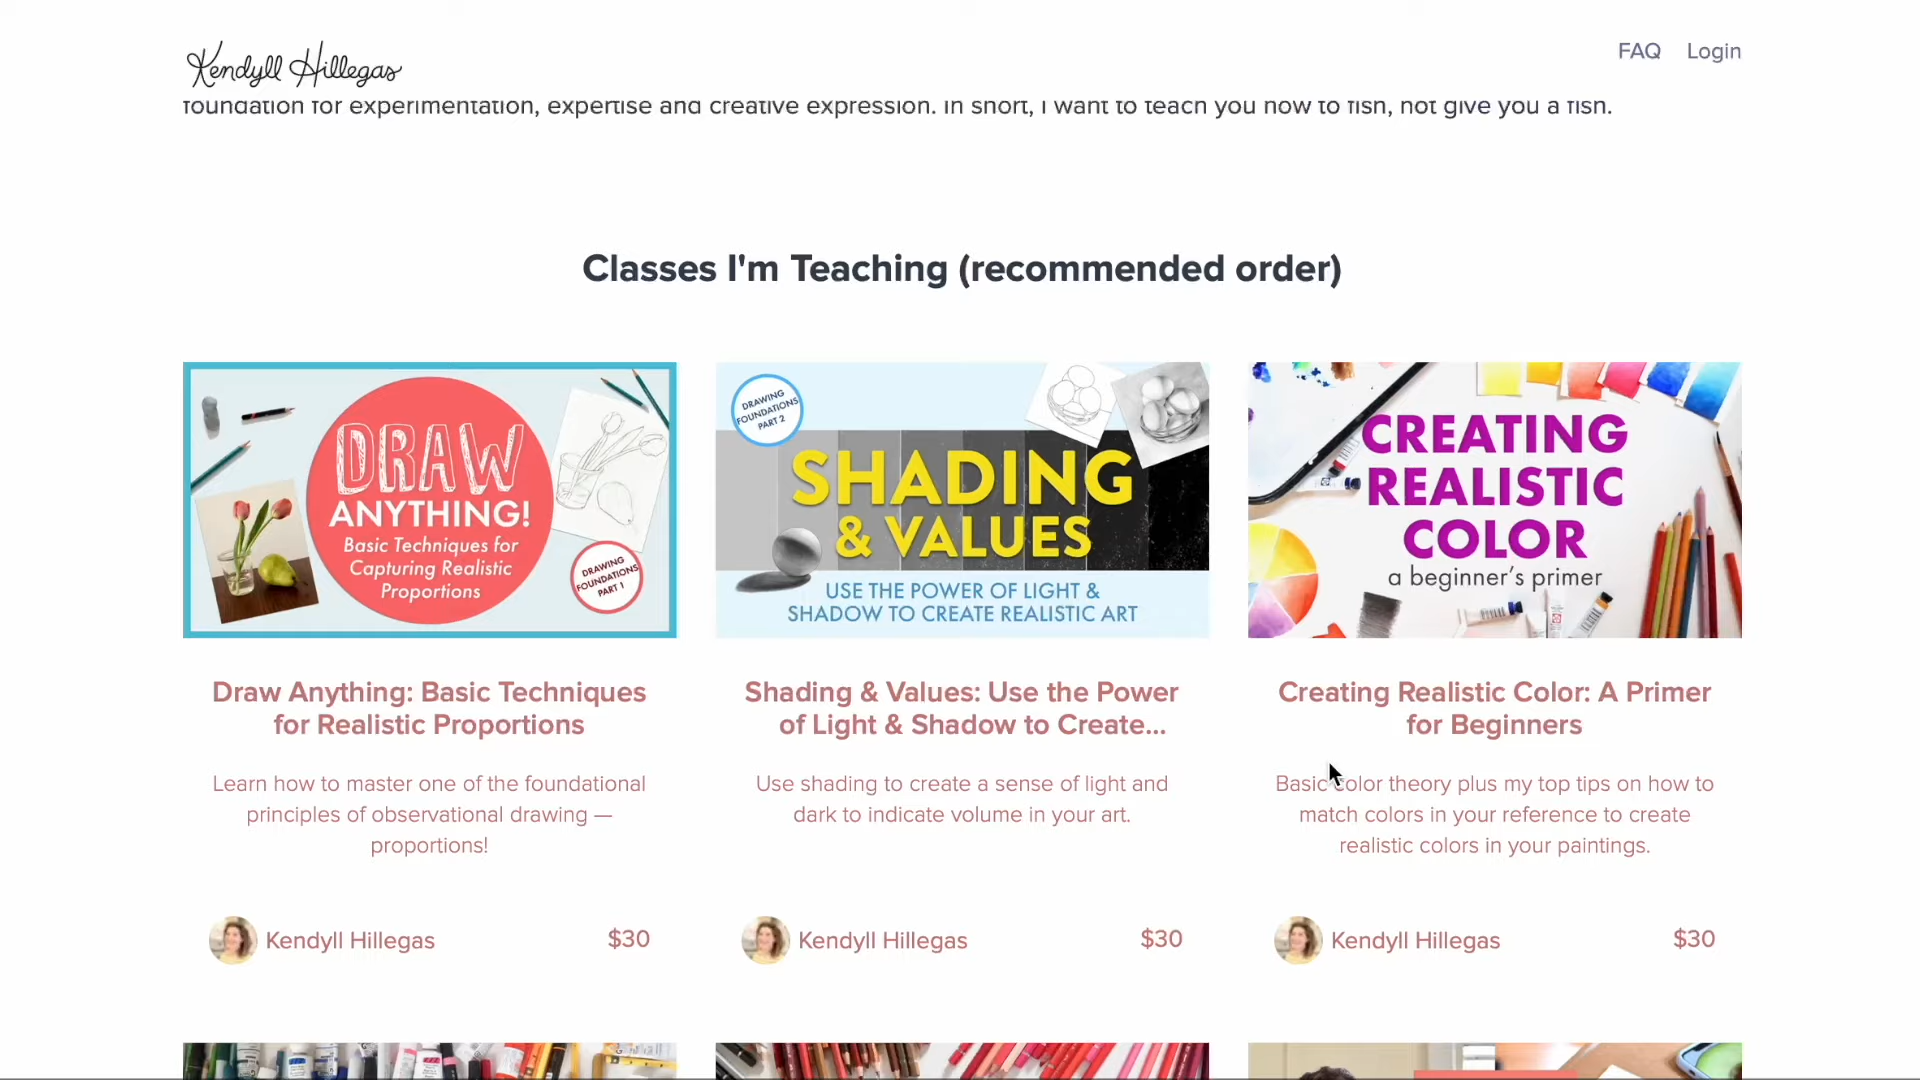 Kendyll Hillegas
FAQ Login
foundation for experimentation, expertise and creative expression. In short, I want to teach you how to fish, not give you a fish.
Classes I'm Teaching (recommended order)
DRAW
ANYTHING!
Basic Techniques for
Capturing Realistic
Proportions
DRAWING
FOUNDATIONS
PART 1
DRAWING
FOUNDATIONS
PART 2
SHADING
& VALUES
USE THE POWER OF LIGHT &
SHADOW TO CREATE REALISTIC ART
CREATING
REALISTIC
COLOR
a beginner's primer
Draw Anything: Basic Techniques
for Realistic Proportions
Learn how to master one of the foundational
principles of observational drawing —
proportions!
Kendyll Hillegas $30
Shading & Values: Use the Power
of Light & Shadow to Create...
Use shading to create a sense of light and
dark to indicate volume in your art.
Kendyll Hillegas $30
Creating Realistic Color: A Primer
for Beginners
Basic color theory plus my top tips on how to
match colors in your reference to create
realistic colors in your paintings.
Kendyll Hillegas $30